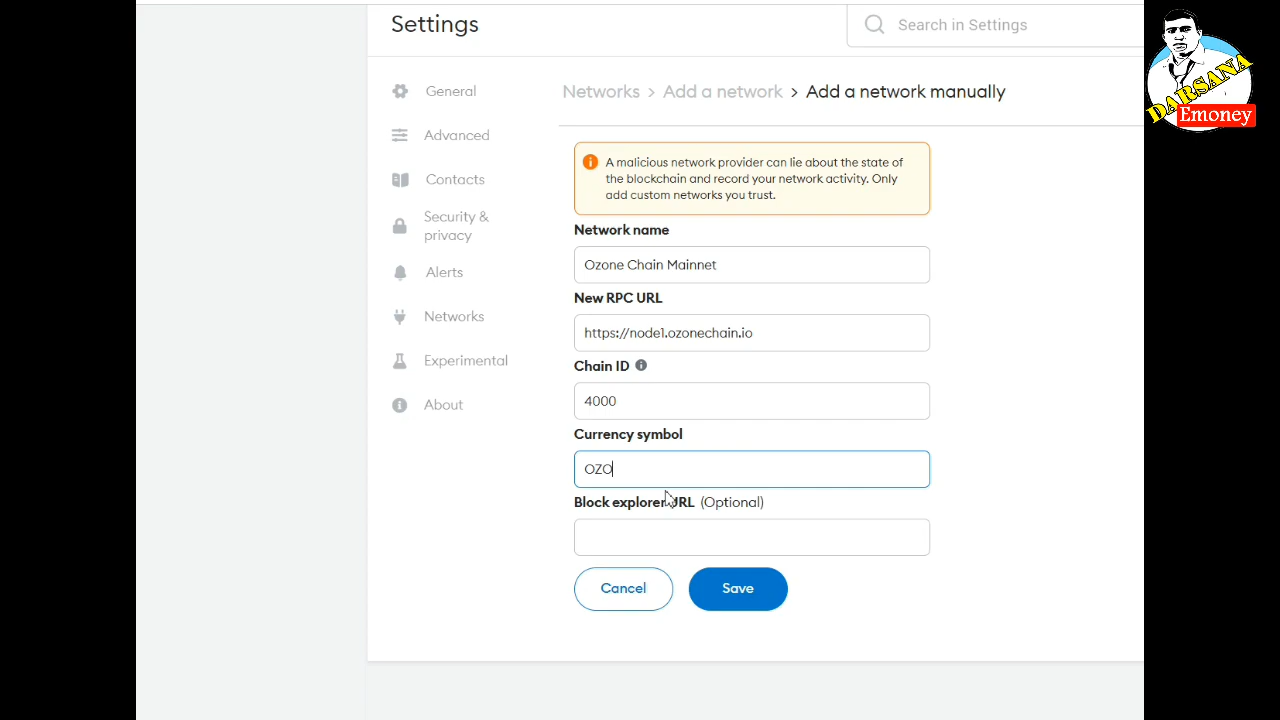 Settings
Search in Settings
DARSANA
Emoney
General
Advanced
Contacts
Security &
privacy
Alerts
Networks
Experimental
About
Networks > Add a network > Add a network manually
A malicious network provider can lie about the state of
the blockchain and record your network activity. Only
add custom networks you trust.
Network name
Ozone Chain Mainnet
New RPC URL
https://node1.ozonechain.io
Chain ID
4000
Currency symbol
OZO
Block explorer URL (Optional)
Cancel
Save